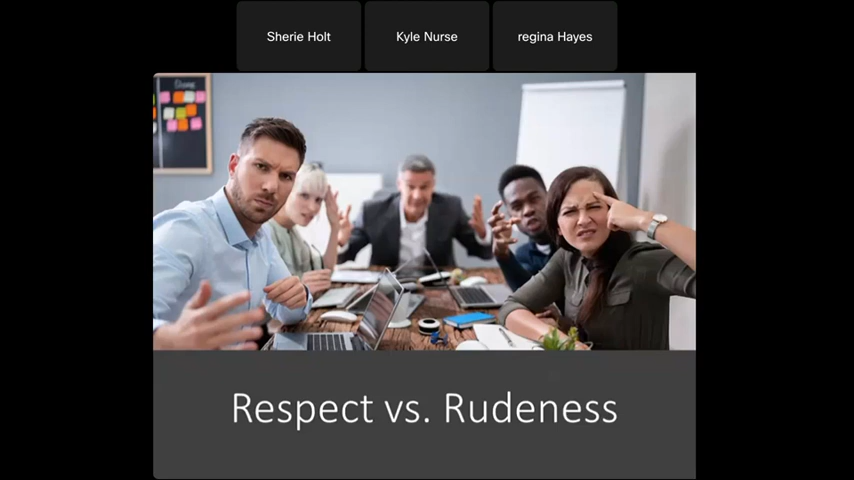 Sherie Holt
Kyle Nurse
regina Hayes
Respect vs. Rudeness